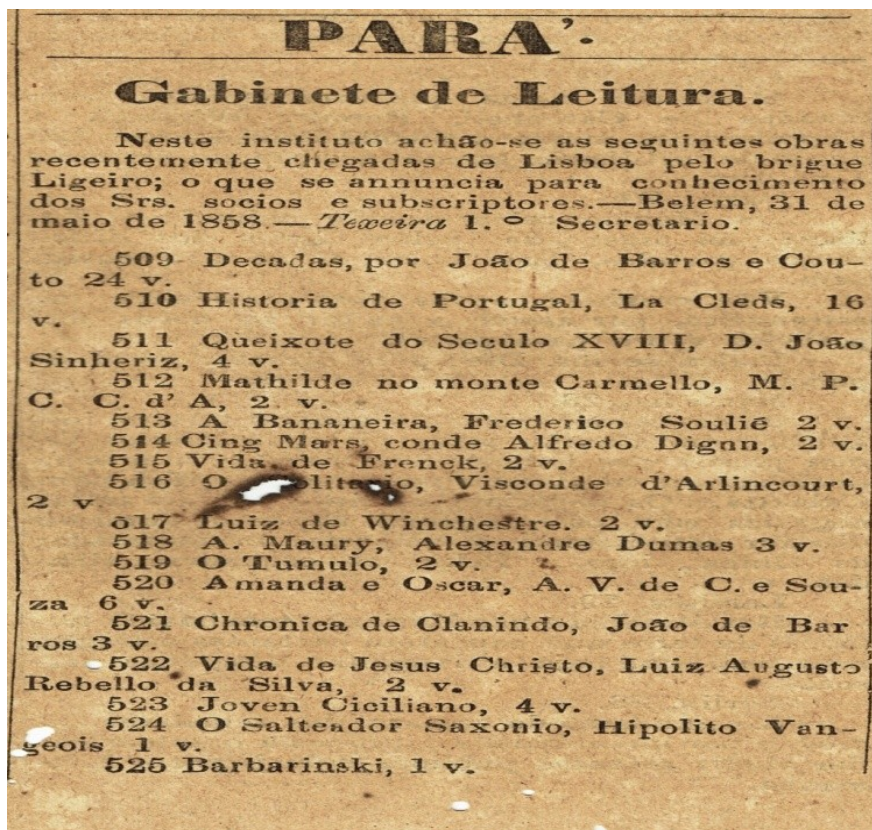 PARA'.
Gabinete de Leitura.
Neste instituto achão-se as seguintes obras
recentemente chegadas de Lisboa pelo brigue
Ligeiro; o que se annuncia para conhecimento
dos Srs. socios e subscriptores.—Belem, 31 de
maio de 1858.—Texeira 1.º Secretario.
509 Decadas, por João de Barros e Cou-
to 24 v.
510 Historia de Portugal, La Cleds, 16
v.
511 Queixote do Seculo XVIII, D. João
Sinheriz, 4 v.
512 Mathilde no monte Carmello, M. P.
C. C. d' A, 2 v.
513 A Bananeira, Frederico Soulié 2 v.
514 Cing Mars, conde Alfredo Dignn, 2 v.
515 Vida de Frenck, 2 v.
516 O Visconde d'Arlincourt,
2 v
517 Luiz de Winchestre. 2 v.
518 A. Maury, Alexandre Dumas 3 v.
519 O Tumulo, 2 v.
520 Amanda e Oscar, A. V. de C. e Sou-
za 6 v.
521 Chronica de Clanindo, João de Bar
ros 3 v.
522 Vida de Jesus Christo, Luiz Augusto
Rebello da Silva, 2 v.
523 Joven Ciciliano, 4 v.
524 O Salteador Saxonio, Hipolito Van-
geois 1 v.
525 Barbarinski, 1 v.